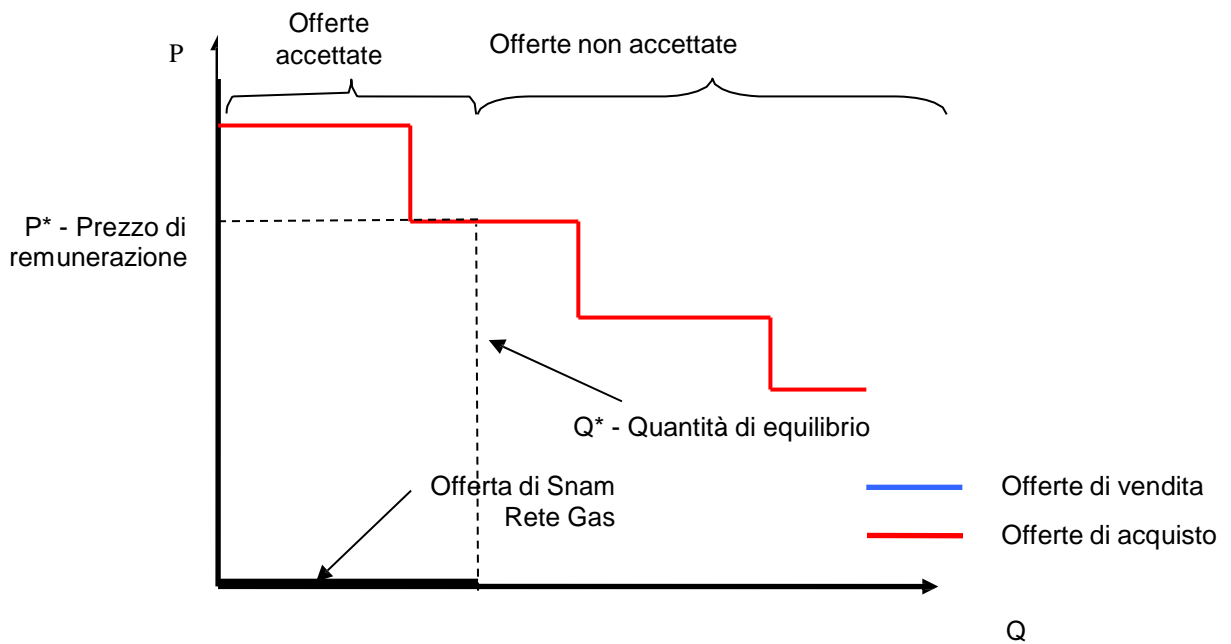 Offerte
accettate
Offerte non accettate
P
P* - Prezzo di
remunerazione
Q* - Quantità di equilibrio
Offerta di Snam
Rete Gas
Offerte di vendita
Offerte di acquisto
Q